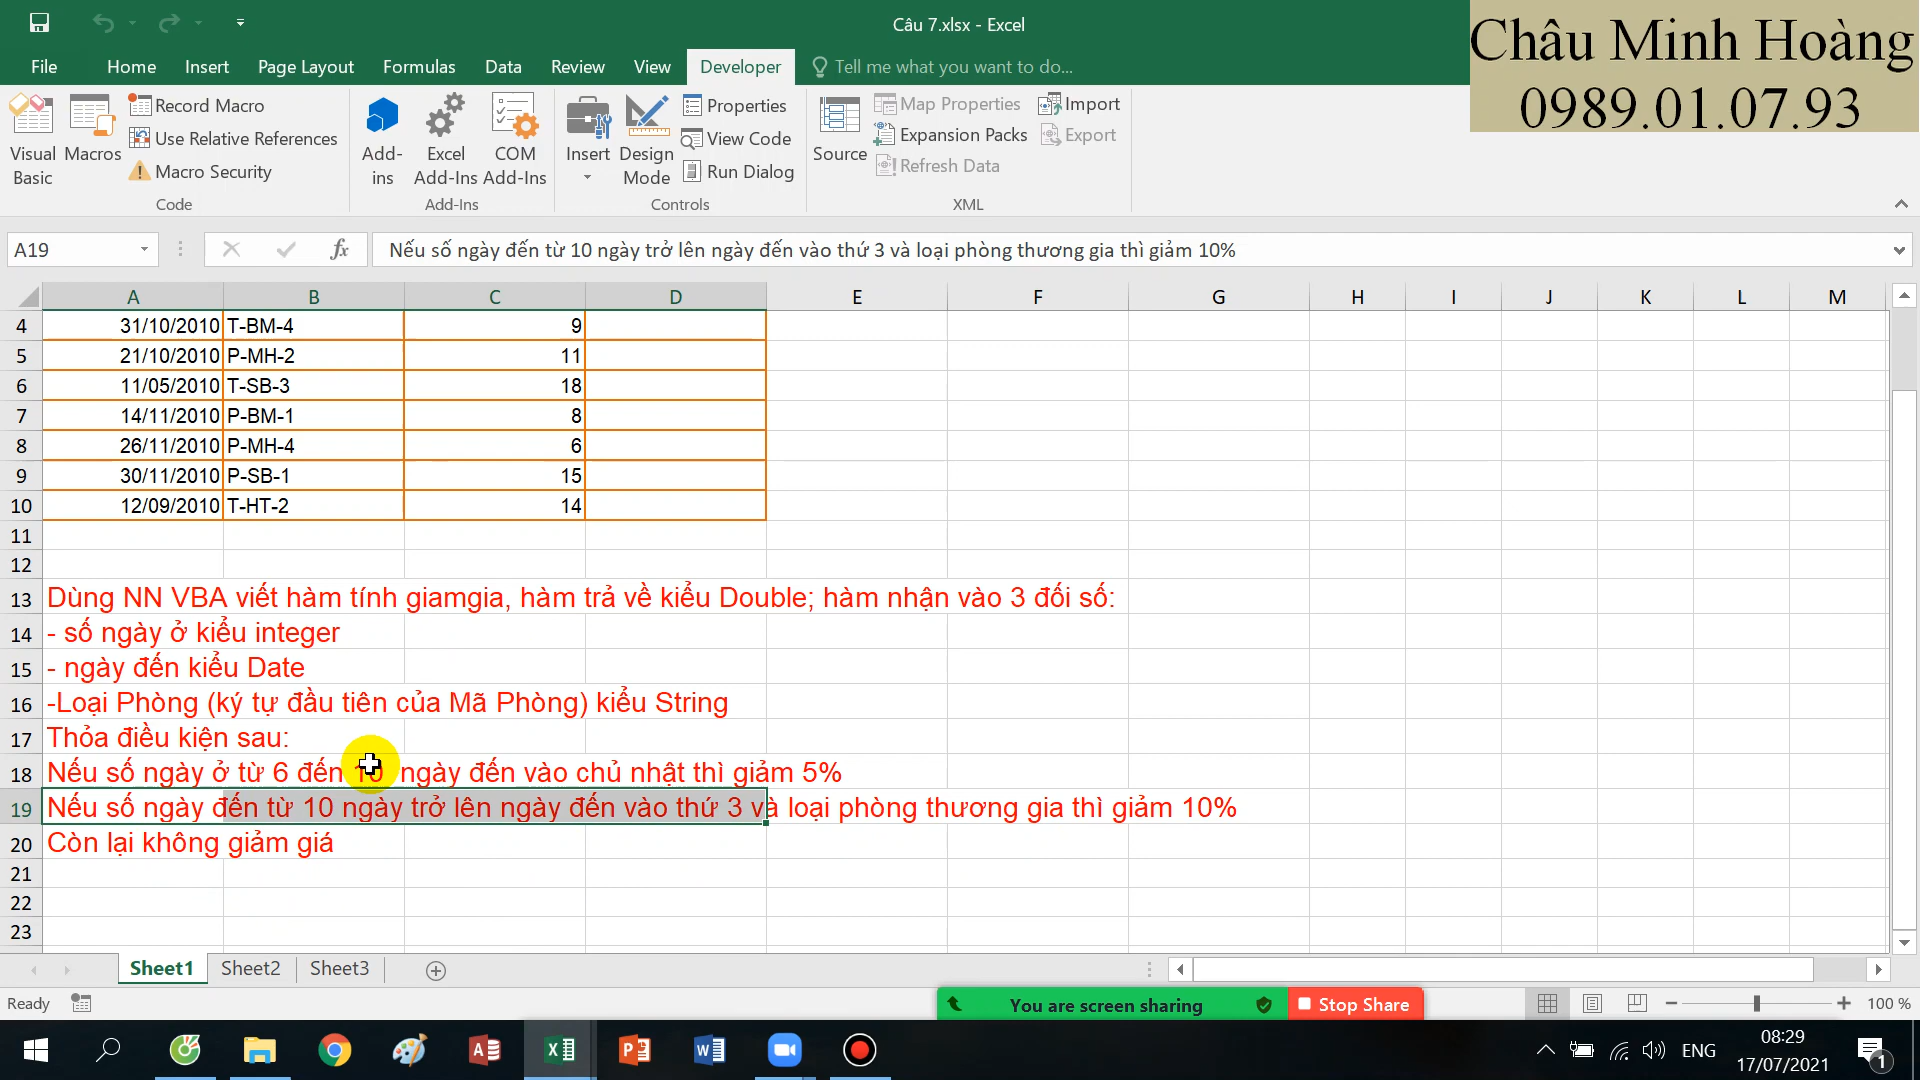 Câu 7.xlsx - Excel
Châu Minh Hoàng
0989.01.07.93
File Home Insert Page Layout Formulas Data Review View Developer Tell me what you want to do...
Visual Basic
Macros
Record Macro
Use Relative References
Macro Security
Code
Add-ins
Excel Add-Ins
COM Add-Ins
Add-Ins
Insert
Design Mode
Properties
View Code
Run Dialog
Controls
Source
Map Properties
Expansion Packs
Refresh Data
Import
Export
XML
A19
fx
Nếu số ngày đến từ 10 ngày trở lên ngày đến vào thứ 3 và loại phòng thương gia thì giảm 10%
A B C D E F G H I J K L M
4 31/10/2010 T-BM-4 9
5 21/10/2010 P-MH-2 11
6 11/05/2010 T-SB-3 18
7 14/11/2010 P-BM-1 8
8 26/11/2010 P-MH-4 6
9 30/11/2010 P-SB-1 15
10 12/09/2010 T-HT-2 14
11
12
13 Dùng NN VBA viết hàm tính giamgia, hàm trả về kiểu Double; hàm nhận vào 3 đối số:
14 - số ngày ở kiểu integer
15 - ngày đến kiểu Date
16 -Loại Phòng (ký tự đầu tiên của Mã Phòng) kiểu String
17 Thỏa điều kiện sau:
18 Nếu số ngày ở từ 6 đến 10 ngày đến vào chủ nhật thì giảm 5%
19 Nếu số ngày đến từ 10 ngày trở lên ngày đến vào thứ 3 và loại phòng thương gia thì giảm 10%
20 Còn lại không giảm giá
21
22
23
Sheet1 Sheet2 Sheet3
Ready
You are screen sharing
Stop Share
100 %
ENG
08:29
17/07/2021
1